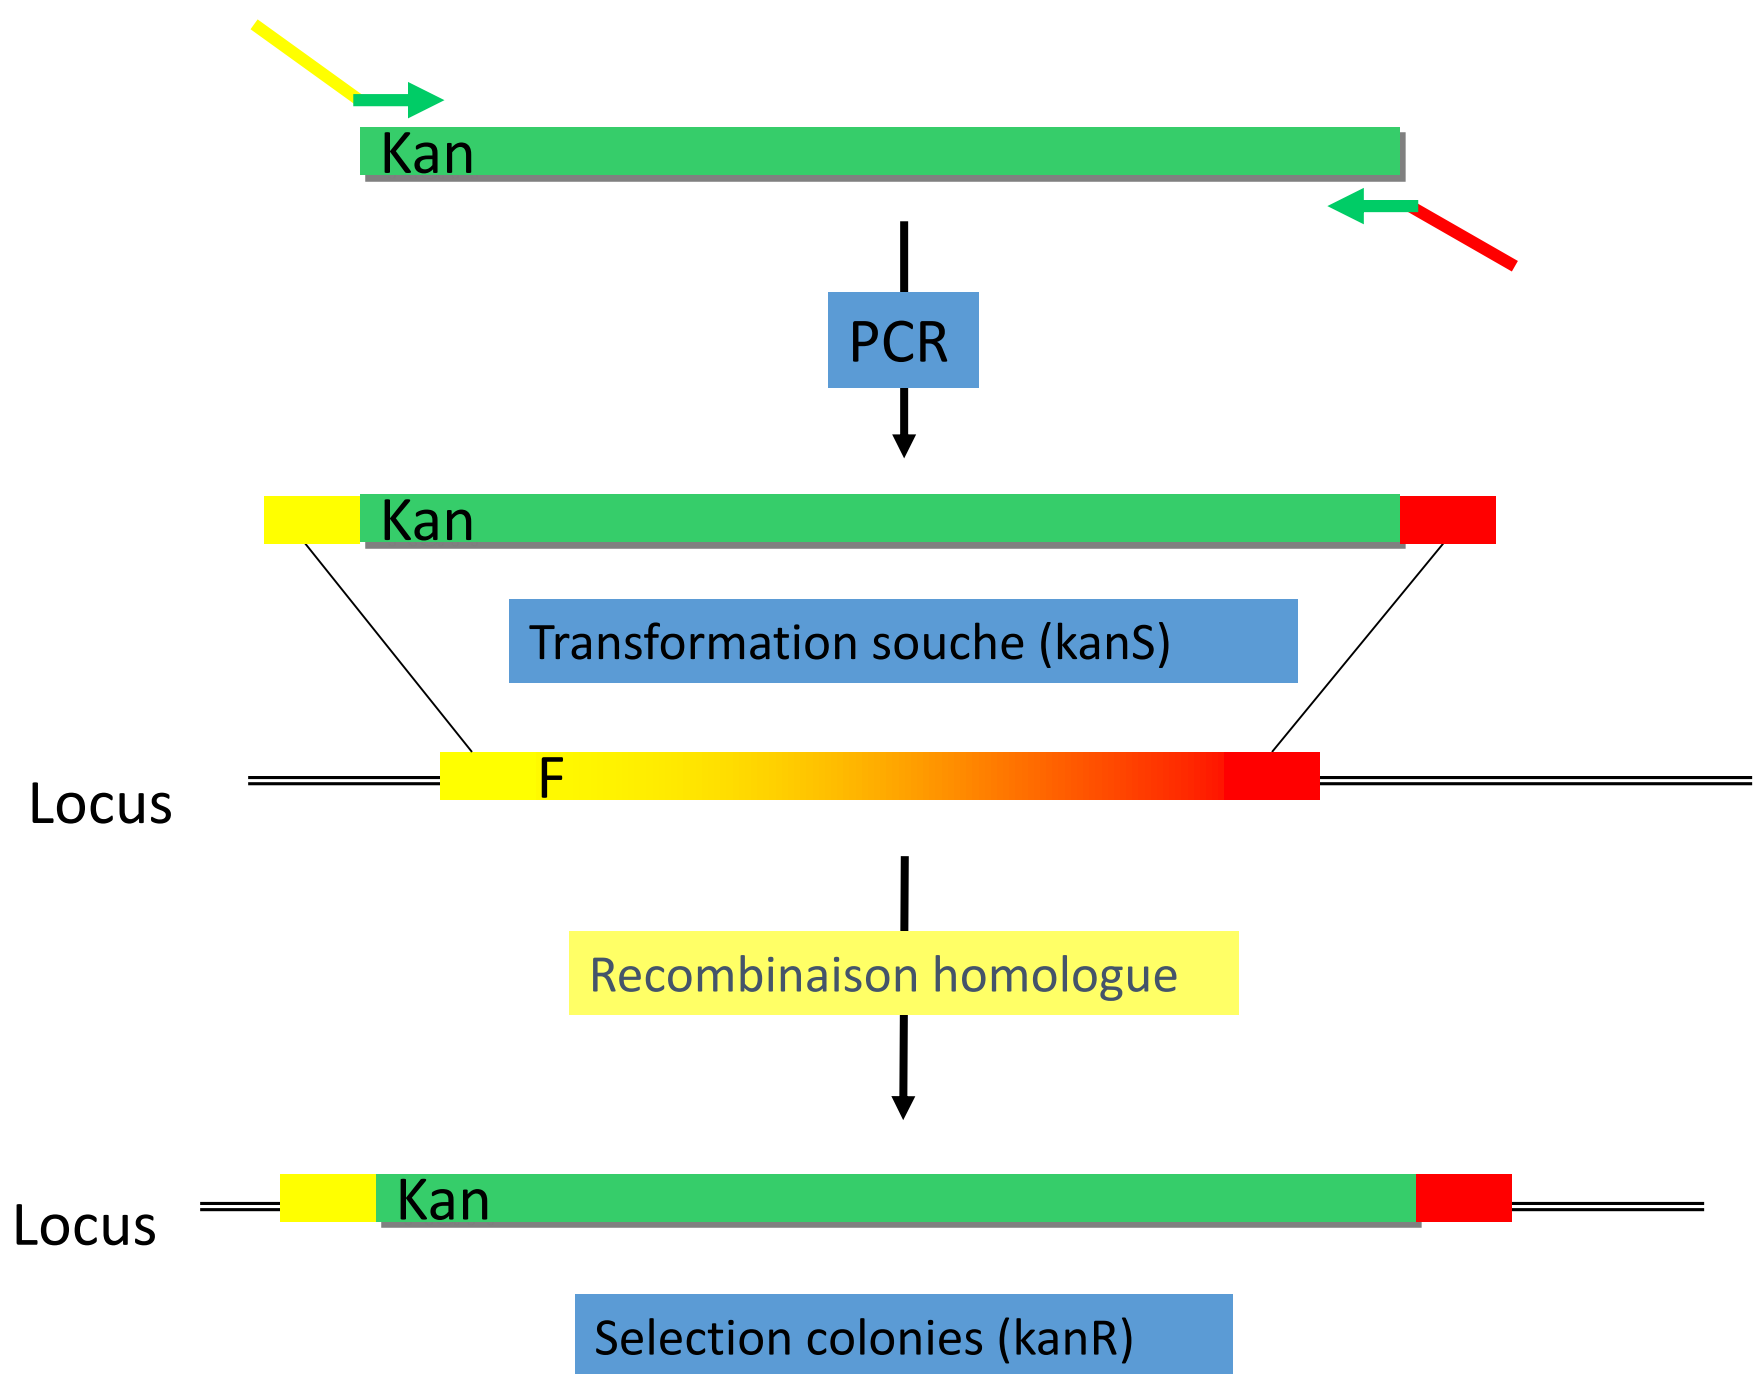 Kan
PCR
Kan
Transformation souche (kanS)
F
Locus
Recombinaison homologue
Kan
Locus
Selection colonies (kanR)